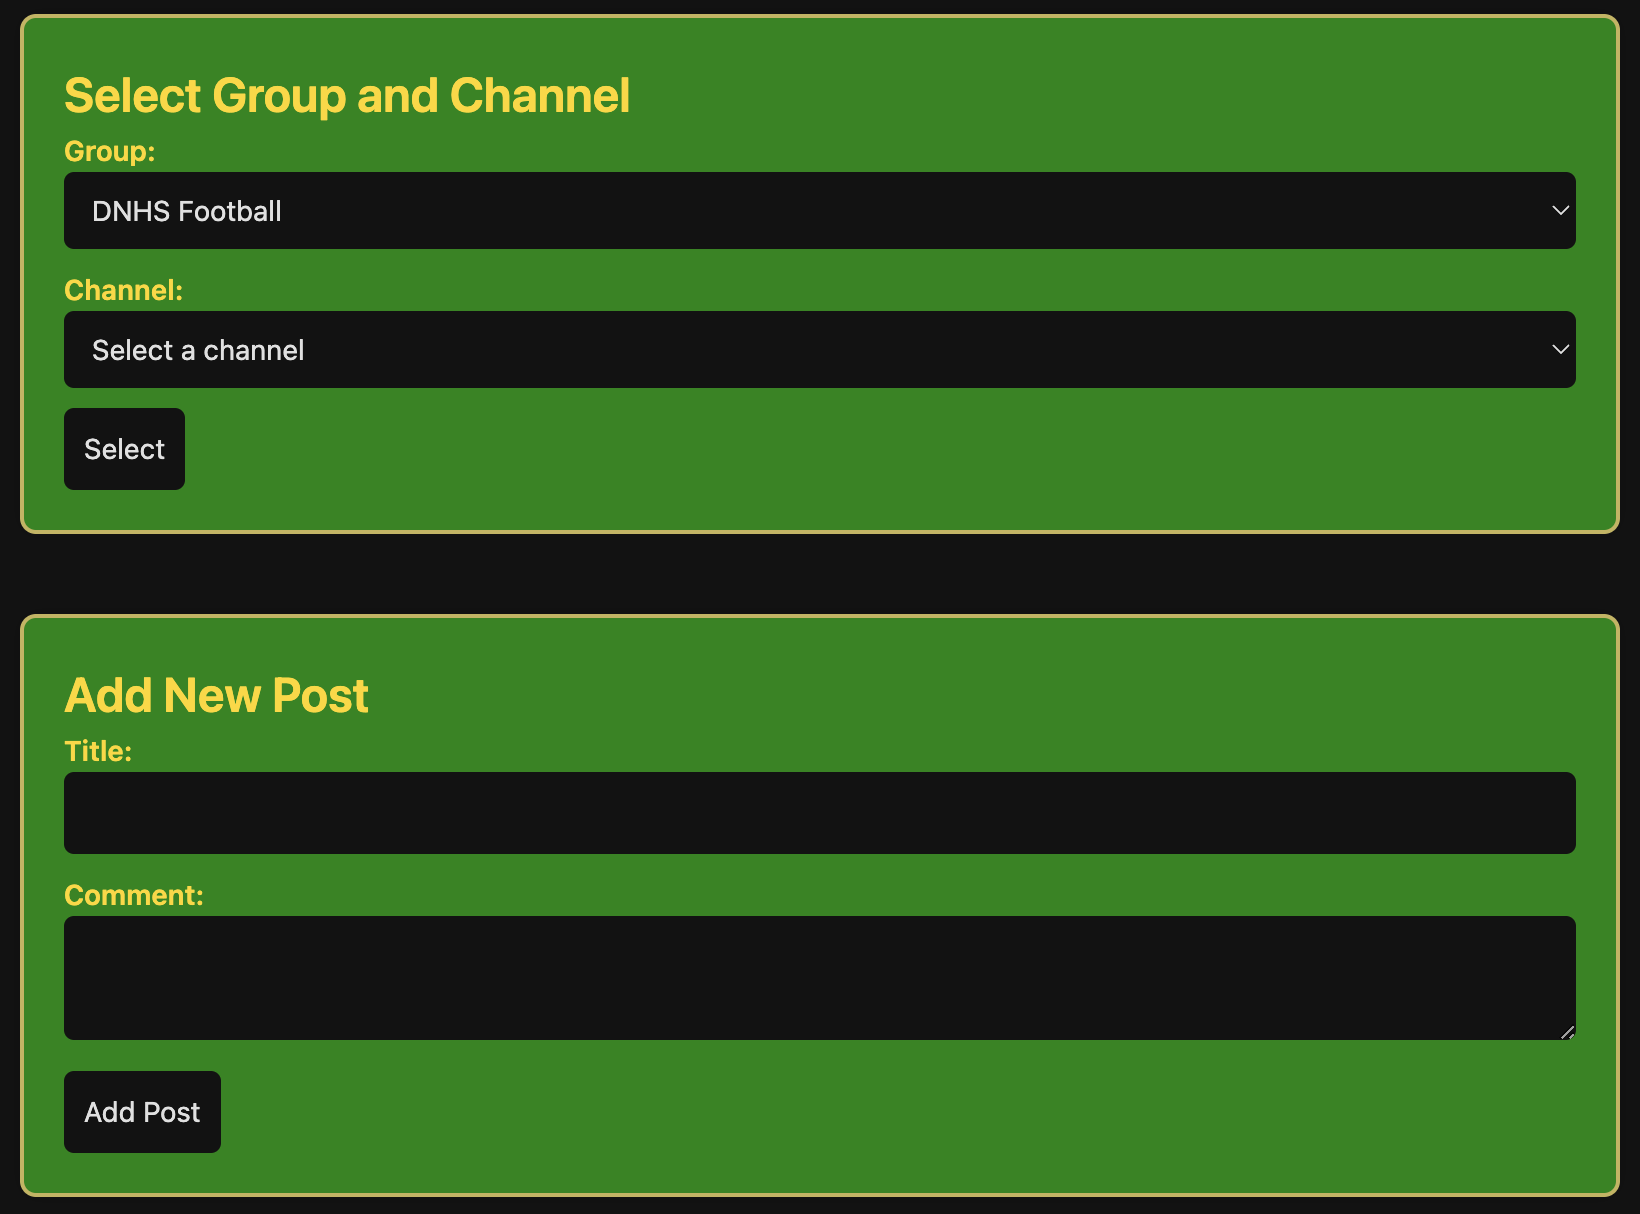 Select Group and Channel
Group:
DNHS Football
Channel:
Select a channel
Select
Add New Post
Title:
Comment:
Add Post